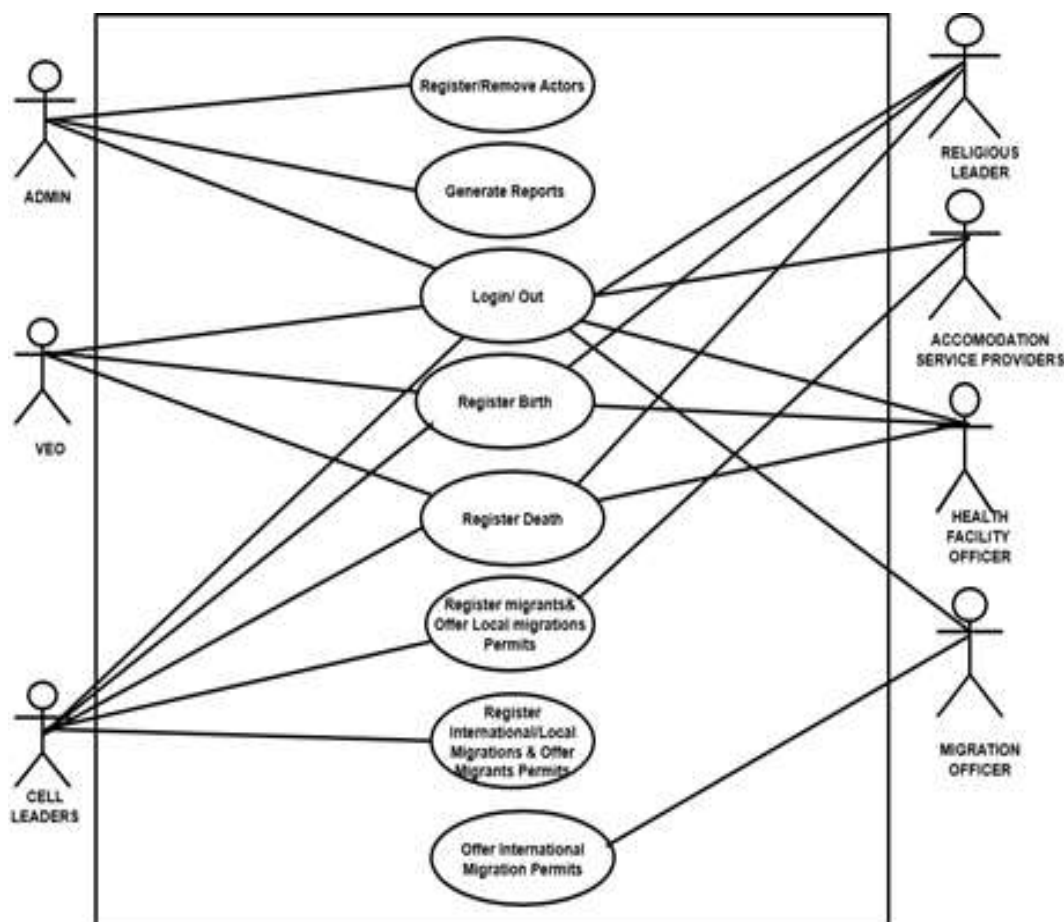 Register/Remove Actors
ADMIN
Generate Reports
RELIGIOUS
LEADER
Login/ Out
ACCOMODATION
SERVICE PROVIDERS
Register Birth
VEO
Register Death
HEALTH
FACILITY
OFFICER
Register migrants&
Offer Local migrations
Permits
Register
International/Local
Migrations & Offer
Migrants Permits
MIGRATION
OFFICER
CELL
LEADERS
Offer International
Migration Permits